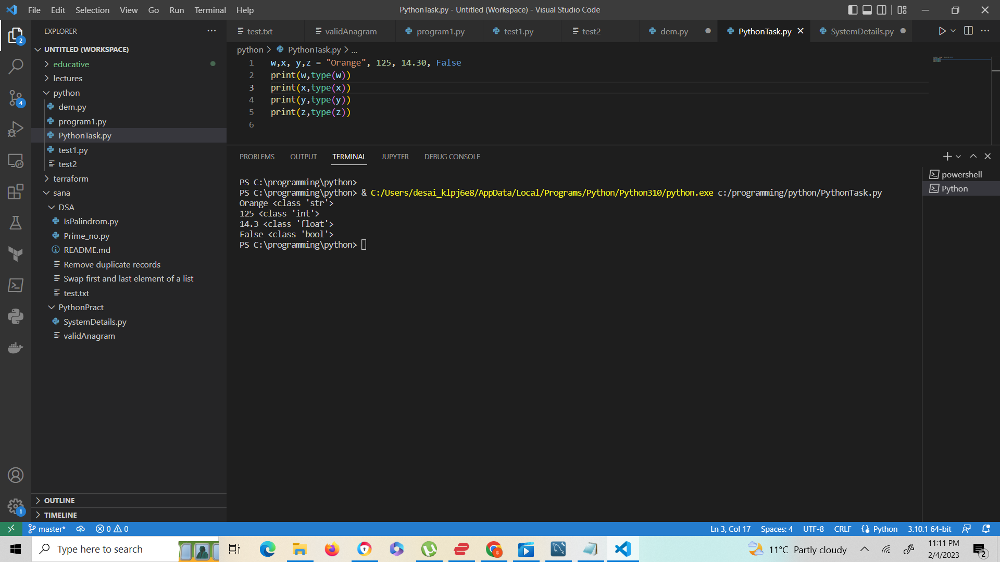 File Edit Selection View Go Run Terminal Help
PythonTask.py - Untitled (Workspace) - Visual Studio Code
EXPLORER
UNTITLED (WORKSPACE)
educative
lectures
python
dem.py
program1.py
PythonTask.py
test1.py
test2
terraform
sana
DSA
IsPalindrom.py
Prime_no.py
README.md
Remove duplicate records
Swap first and last element of a list
test.txt
PythonPract
SystemDetails.py
validAnagram
OUTLINE
TIMELINE
2
4
1
test.txt validAnagram program1.py test1.py test2 dem.py PythonTask.py SystemDetails.py
python > PythonTask.py > ...
1 w,x, y,z = "Orange", 125, 14.30, False
2 print(w,type(w))
3 print(x,type(x))
4 print(y,type(y))
5 print(z,type(z))
6
PROBLEMS OUTPUT TERMINAL JUPYTER DEBUG CONSOLE
PS C:\programming\python>
PS C:\programming\python> & C:/Users/desai_klpj6e8/AppData/Local/Programs/Python/Python310/python.exe c:/programming/python/PythonTask.py
Orange <class 'str'>
125 <class 'int'>
14.3 <class 'float'>
False <class 'bool'>
PS C:\programming\python>
powershell
Python
master* 0 0 Ln 3, Col 17 Spaces: 4 UTF-8 CRLF Python 3.10.1 64-bit
Type here to search
S
11°C Partly cloudy
11:11 PM
2/4/2023
2